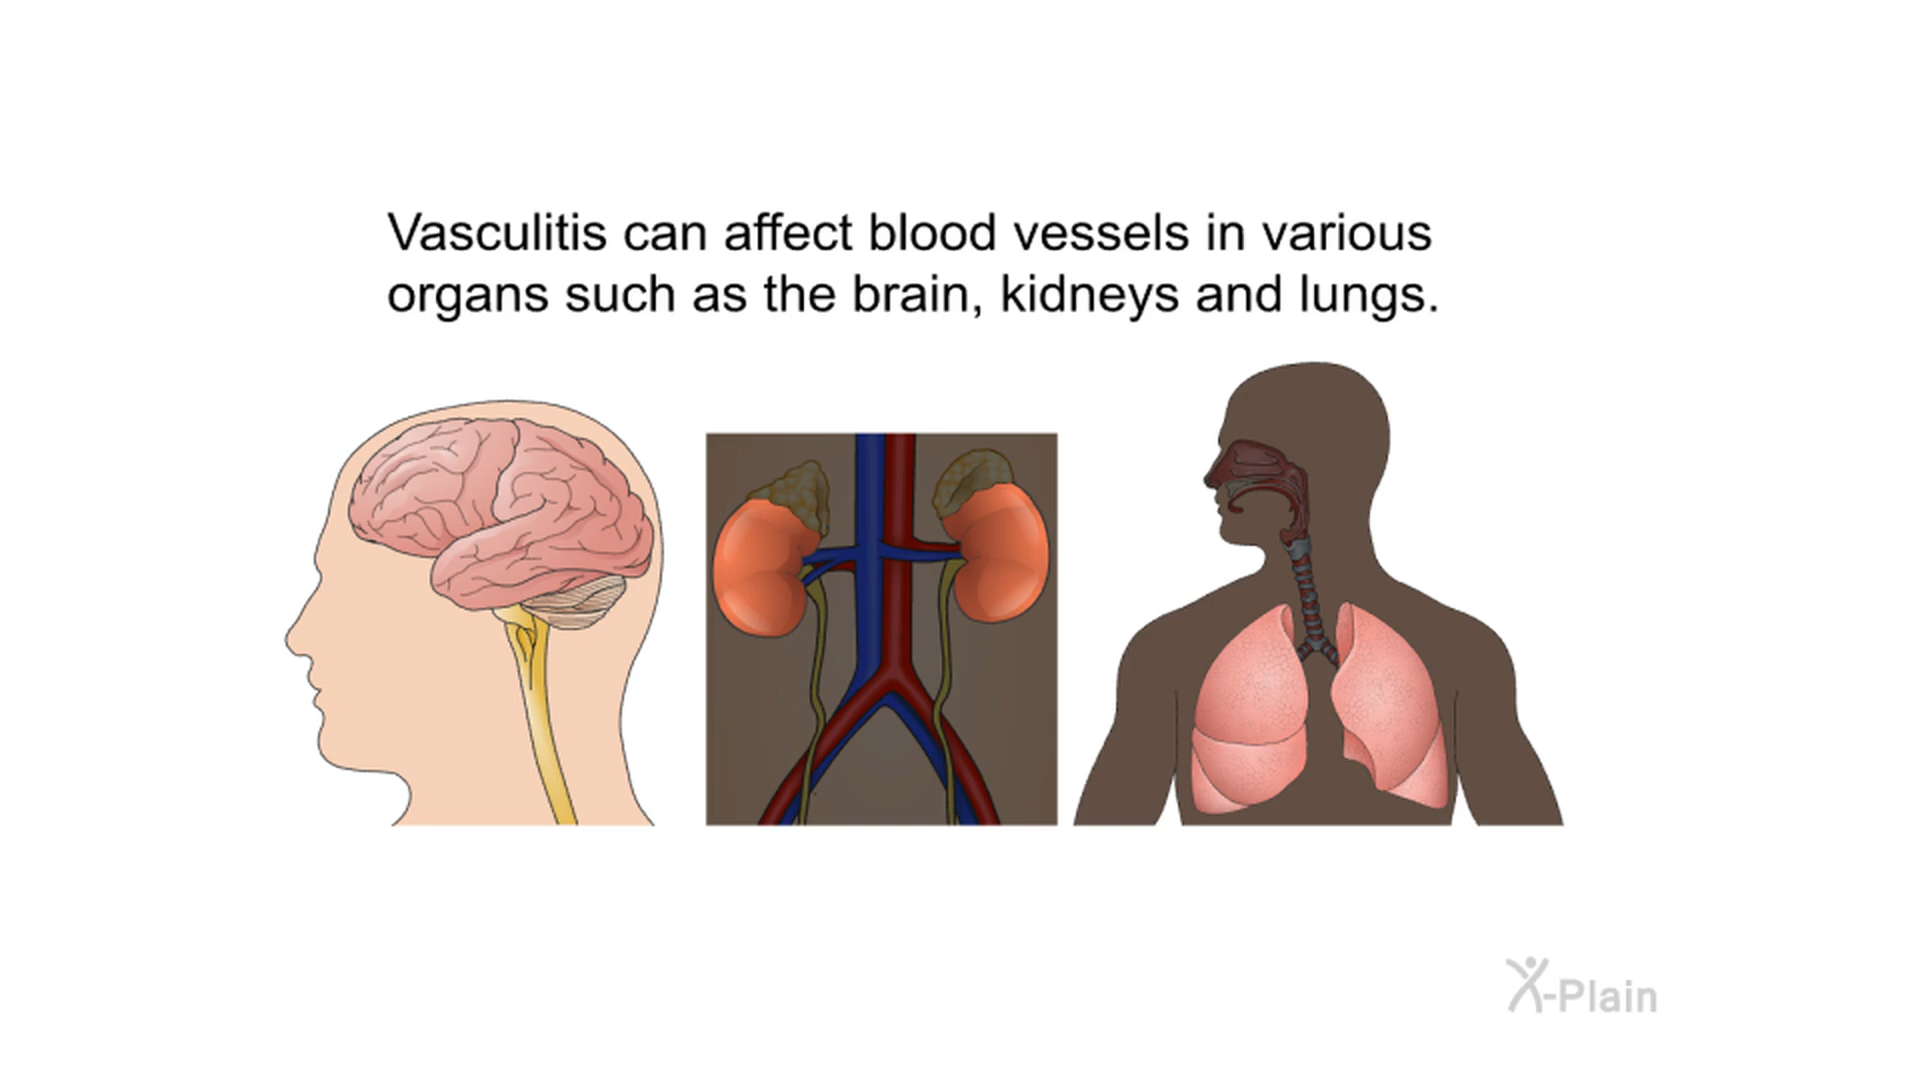 Vasculitis can affect blood vessels in various
organs such as the brain, kidneys and lungs.
X-Plain